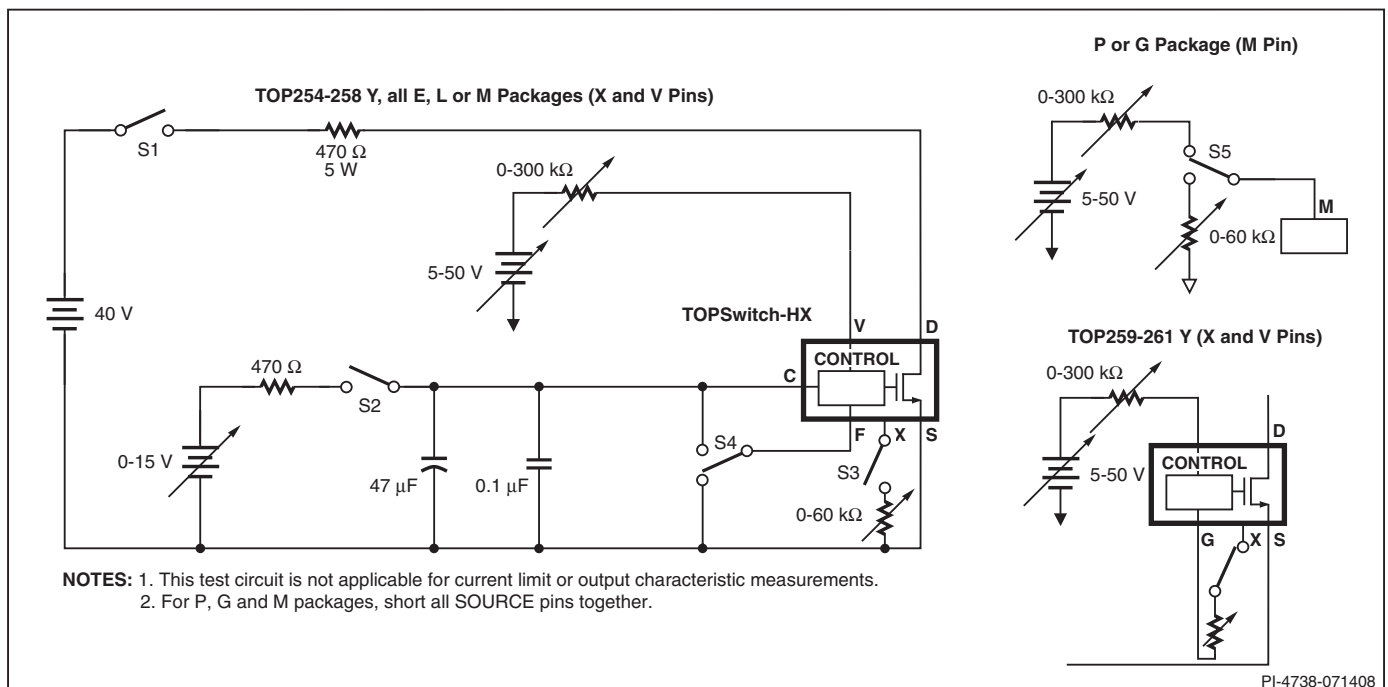 TOP254-258 Y, all E, L or M Packages (X and V Pins)
S1
470 Ω
5 W
0-300 kΩ
5-50 V
40 V
TOPSwitch-HX
V
D
CONTROL
C
470 Ω
S2
F
X
S
S4
S3
0-15 V
47 μF
0.1 μF
0-60 kΩ
NOTES: 1. This test circuit is not applicable for current limit or output characteristic measurements.
2. For P, G and M packages, short all SOURCE pins together.
P or G Package (M Pin)
0-300 kΩ
S5
5-50 V
M
0-60 kΩ
TOP259-261 Y (X and V Pins)
0-300 kΩ
D
5-50 V
CONTROL
G
X
S
PI-4738-071408